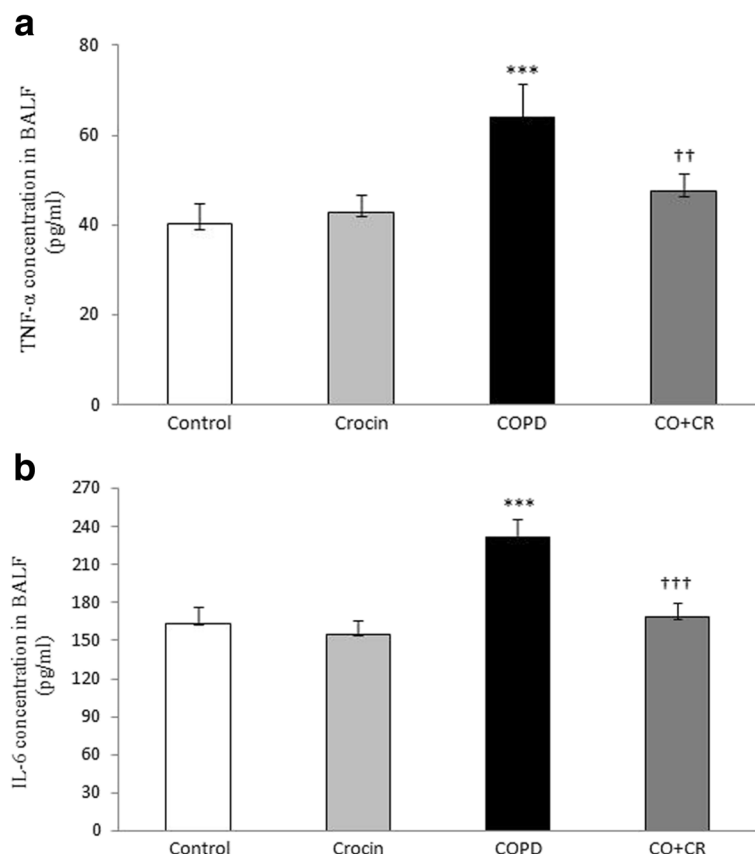 a
TNF-α concentration in BALF
(pg/ml)
80
60
40
20
0
***
††
Control Crocin COPD CO+CR
b
IL-6 concentration in BALF
(pg/ml)
270
240
210
180
150
120
90
60
30
0
***
†††
Control Crocin COPD CO+CR